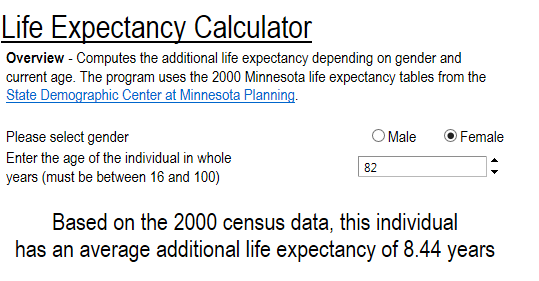 Life Expectancy Calculator
Overview - Computes the additional life expectancy depending on gender and
current age. The program uses the 2000 Minnesota life expectancy tables from the
State Demographic Center at Minnesota Planning.
Please select gender
Male
Female
Enter the age of the individual in whole
years (must be between 16 and 100)
82
Based on the 2000 census data, this individual
has an average additional life expectancy of 8.44 years